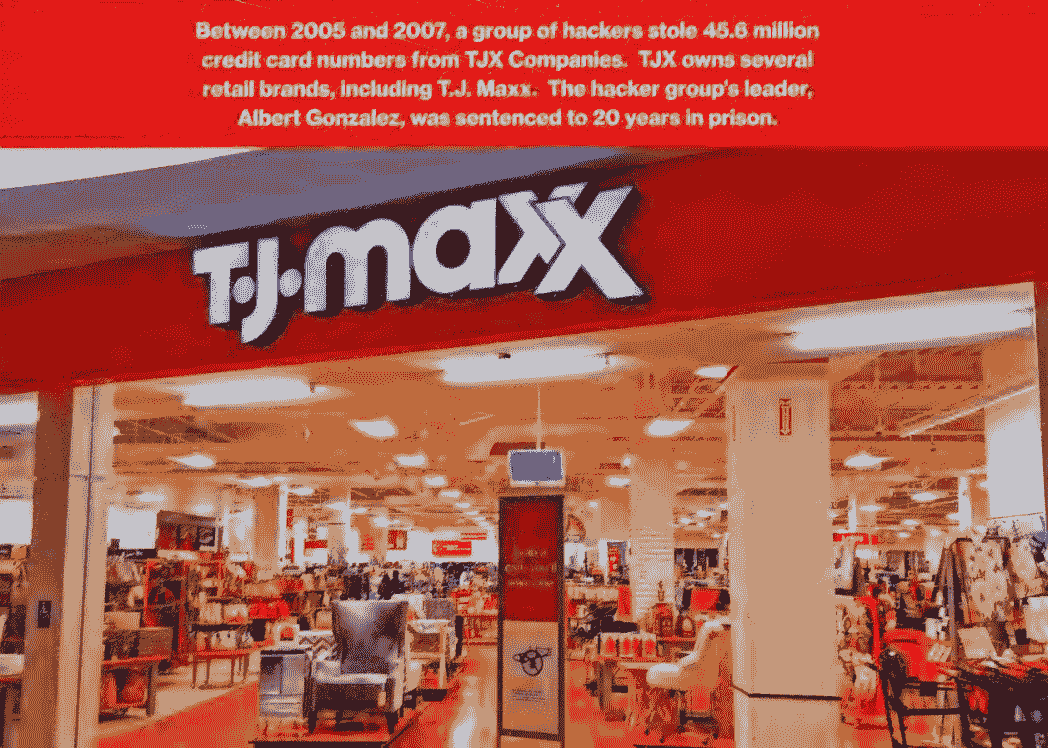 Between 2005 and 2007, a group of hackers stole 45.6 million
credit card numbers from TJX Companies. TJX owns several
retail brands, including T.J. Maxx. The hacker group's leader,
Albert Gonzalez, was sentenced to 20 years in prison.
T·J·maxx